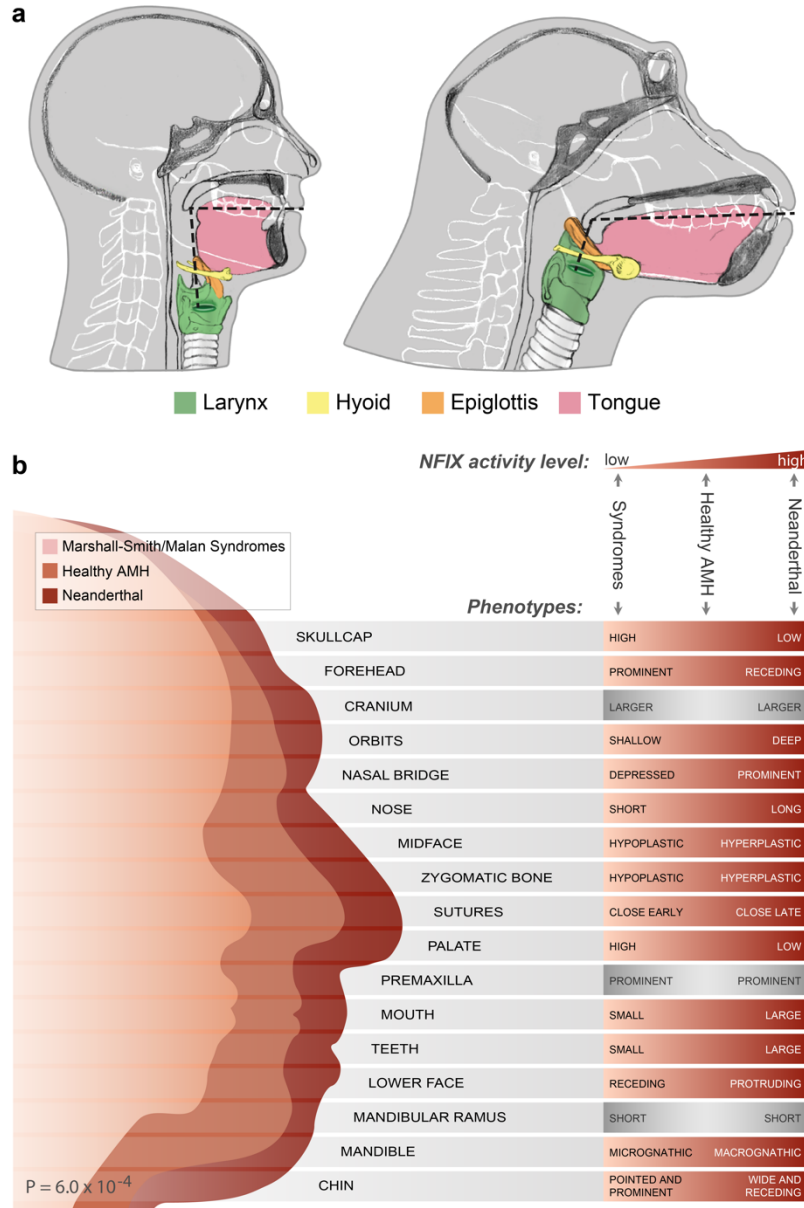 a
Larynx Hyoid Epiglottis Tongue
b
NFIX activity level: low high
Syndromes Healthy AMH Neanderthal
Marshall-Smith/Malan Syndromes
Healthy AMH
Neanderthal
Phenotypes:
SKULLCAP HIGH LOW
FOREHEAD PROMINENT RECEDING
CRANIUM LARGER LARGER
ORBITS SHALLOW DEEP
NASAL BRIDGE DEPRESSED PROMINENT
NOSE SHORT LONG
MIDFACE HYPOPLASTIC HYPERPLASTIC
ZYGOMATIC BONE HYPOPLASTIC HYPERPLASTIC
SUTURES CLOSE EARLY CLOSE LATE
PALATE HIGH LOW
PREMAXILLA PROMINENT PROMINENT
MOUTH SMALL LARGE
TEETH SMALL LARGE
LOWER FACE RECEDING PROTRUDING
MANDIBULAR RAMUS SHORT SHORT
MANDIBLE MICROGNATHIC MACROGNATHIC
CHIN POINTED AND PROMINENT WIDE AND RECEDING
P = 6.0 x 10⁻⁴